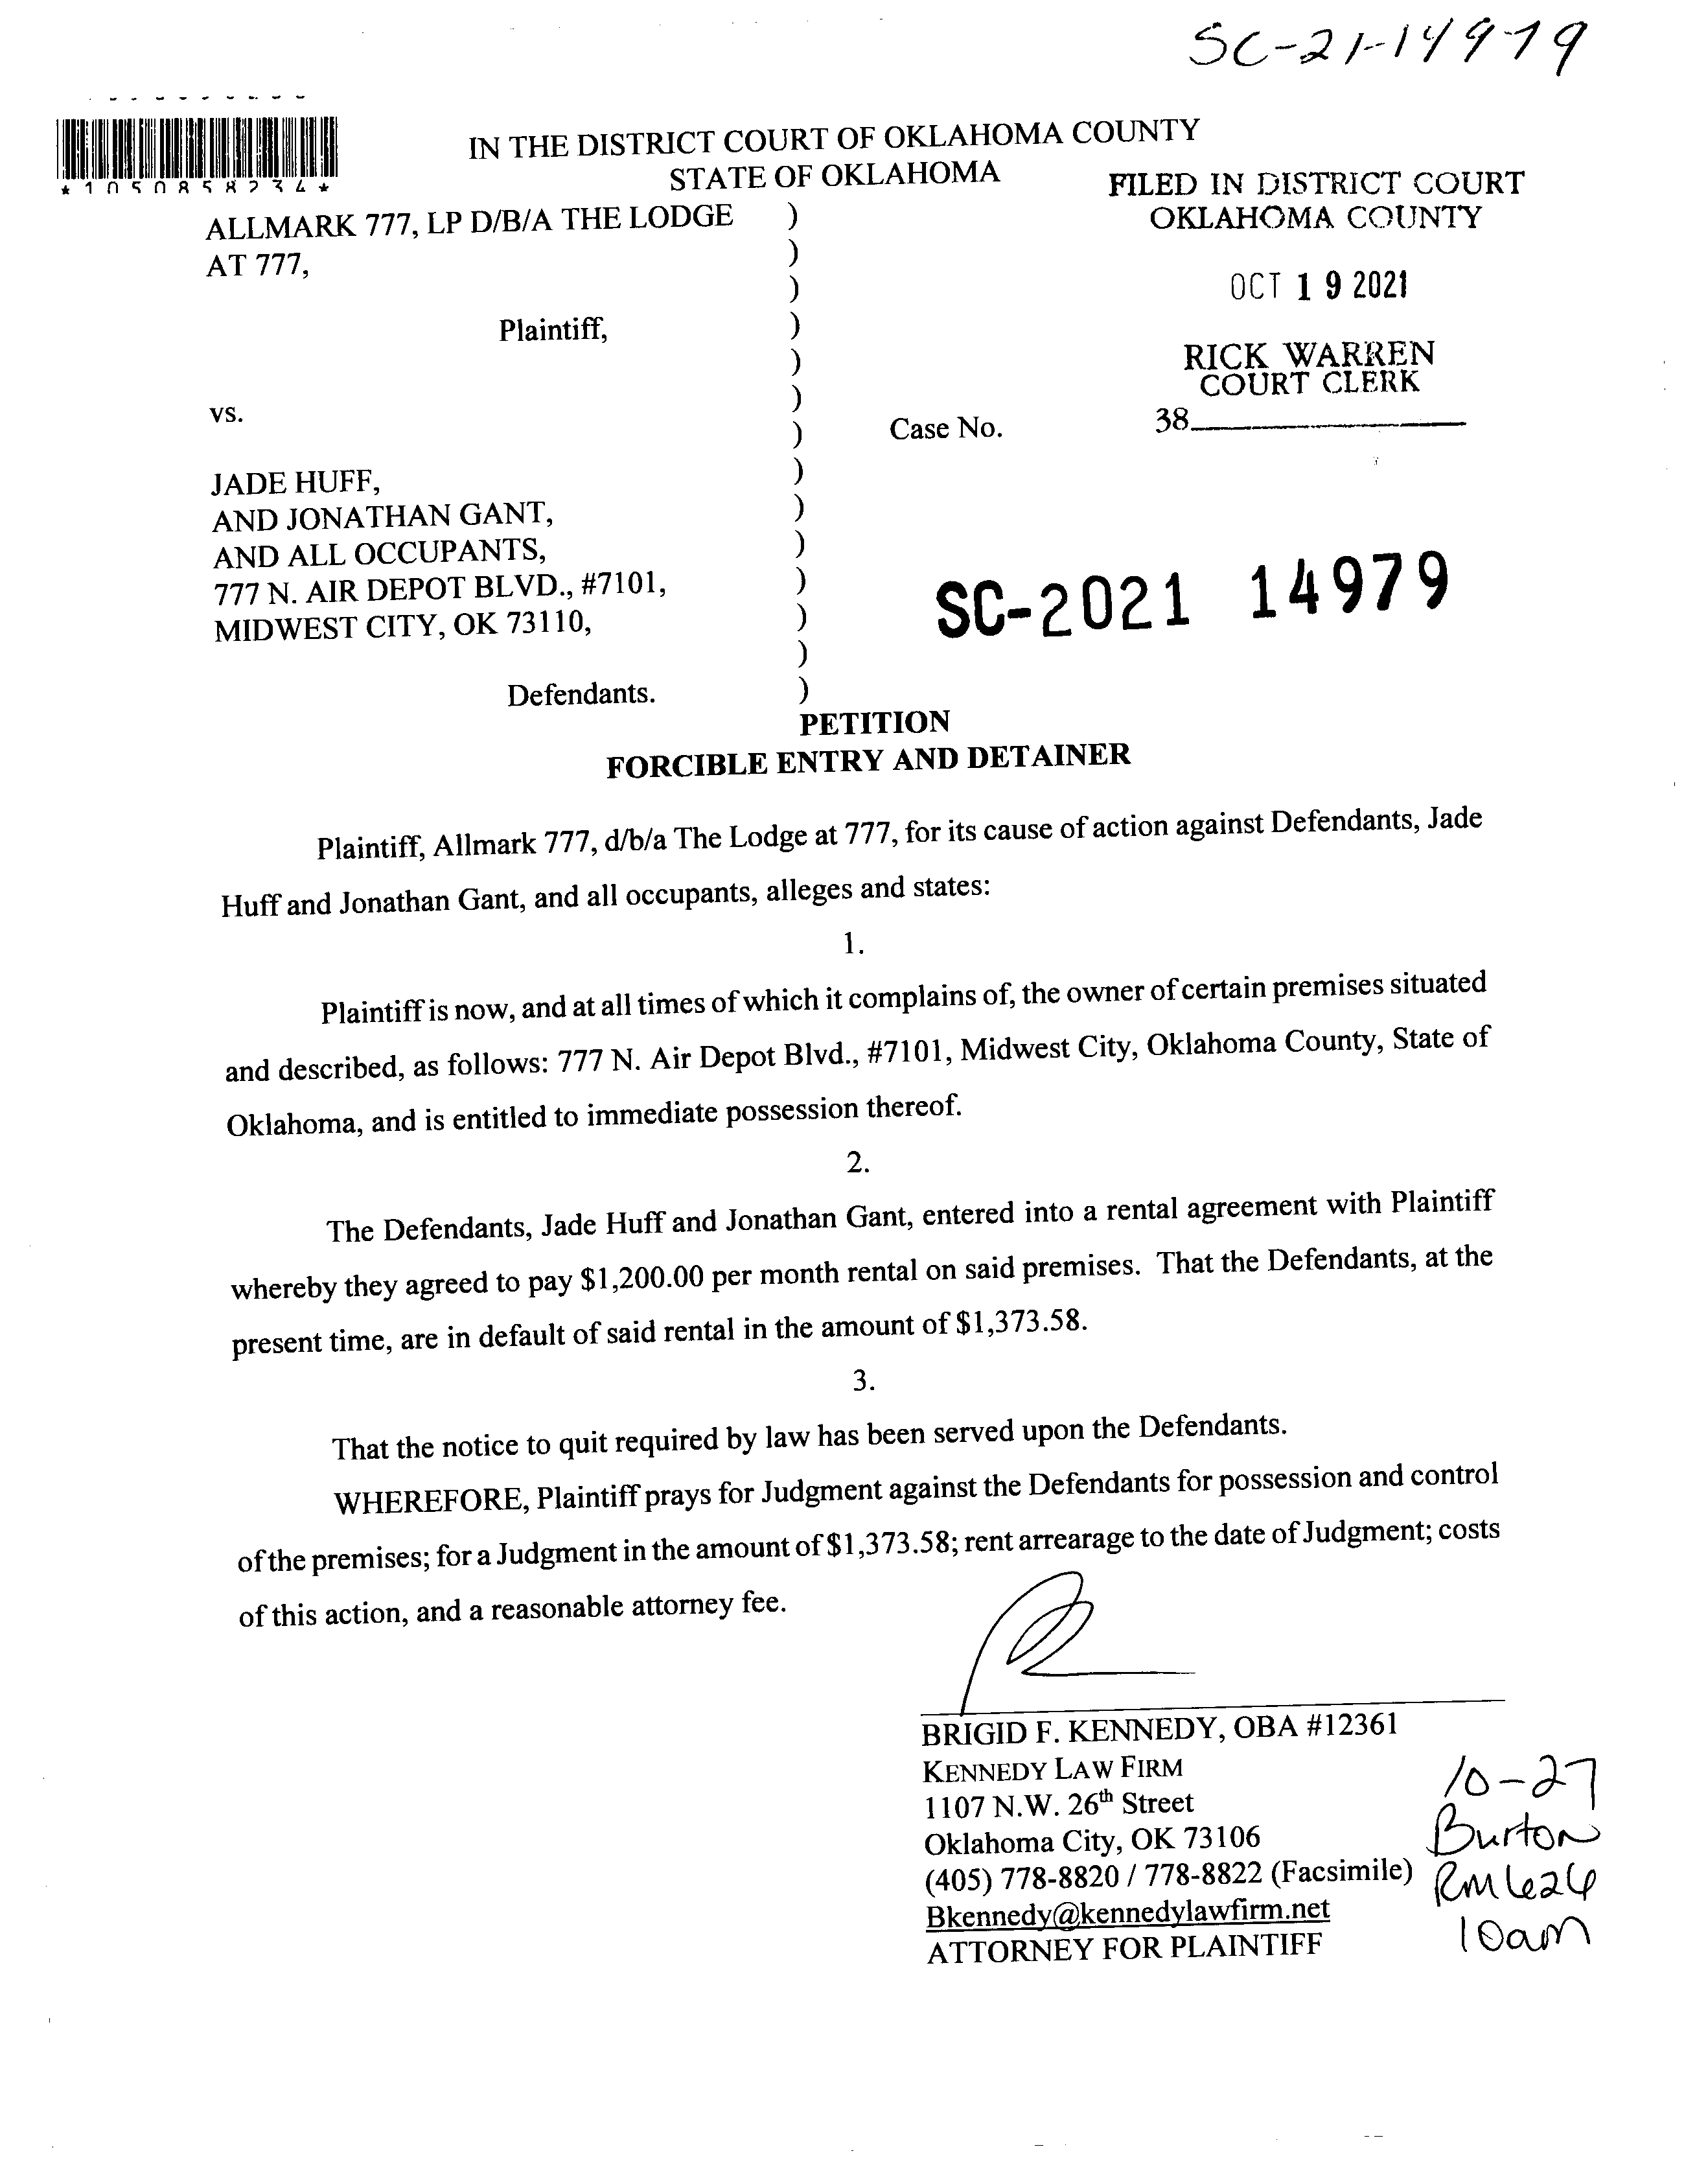 SC-21-14979
*1050858234*
IN THE DISTRICT COURT OF OKLAHOMA COUNTY
STATE OF OKLAHOMA
FILED IN DISTRICT COURT
OKLAHOMA COUNTY
OCT 19 2021
RICK WARREN
COURT CLERK
38
ALLMARK 777, LP D/B/A THE LODGE )
AT 777, )
)
Plaintiff, )
)
)
vs. )
Case No.
)
JADE HUFF, )
AND JONATHAN GANT, )
AND ALL OCCUPANTS, )
777 N. AIR DEPOT BLVD., #7101, )
MIDWEST CITY, OK 73110, )
)
Defendants. )
SC-2021 14979
PETITION
FORCIBLE ENTRY AND DETAINER
Plaintiff, Allmark 777, d/b/a The Lodge at 777, for its cause of action against Defendants, Jade
Huff and Jonathan Gant, and all occupants, alleges and states:
1.
Plaintiff is now, and at all times of which it complains of, the owner of certain premises situated
and described, as follows: 777 N. Air Depot Blvd., #7101, Midwest City, Oklahoma County, State of
Oklahoma, and is entitled to immediate possession thereof.
2.
The Defendants, Jade Huff and Jonathan Gant, entered into a rental agreement with Plaintiff
whereby they agreed to pay $1,200.00 per month rental on said premises. That the Defendants, at the
present time, are in default of said rental in the amount of $1,373.58.
3.
That the notice to quit required by law has been served upon the Defendants.
WHEREFORE, Plaintiff prays for Judgment against the Defendants for possession and control
of the premises; for a Judgment in the amount of $1,373.58; rent arrearage to the date of Judgment; costs
of this action, and a reasonable attorney fee.
BRIGID F. KENNEDY, OBA #12361
KENNEDY LAW FIRM
1107 N.W. 26th Street
Oklahoma City, OK 73106
(405) 778-8820 / 778-8822 (Facsimile)
Bkennedy@kennedylawfirm.net
ATTORNEY FOR PLAINTIFF
10-27
Burton
Rm 626
10am